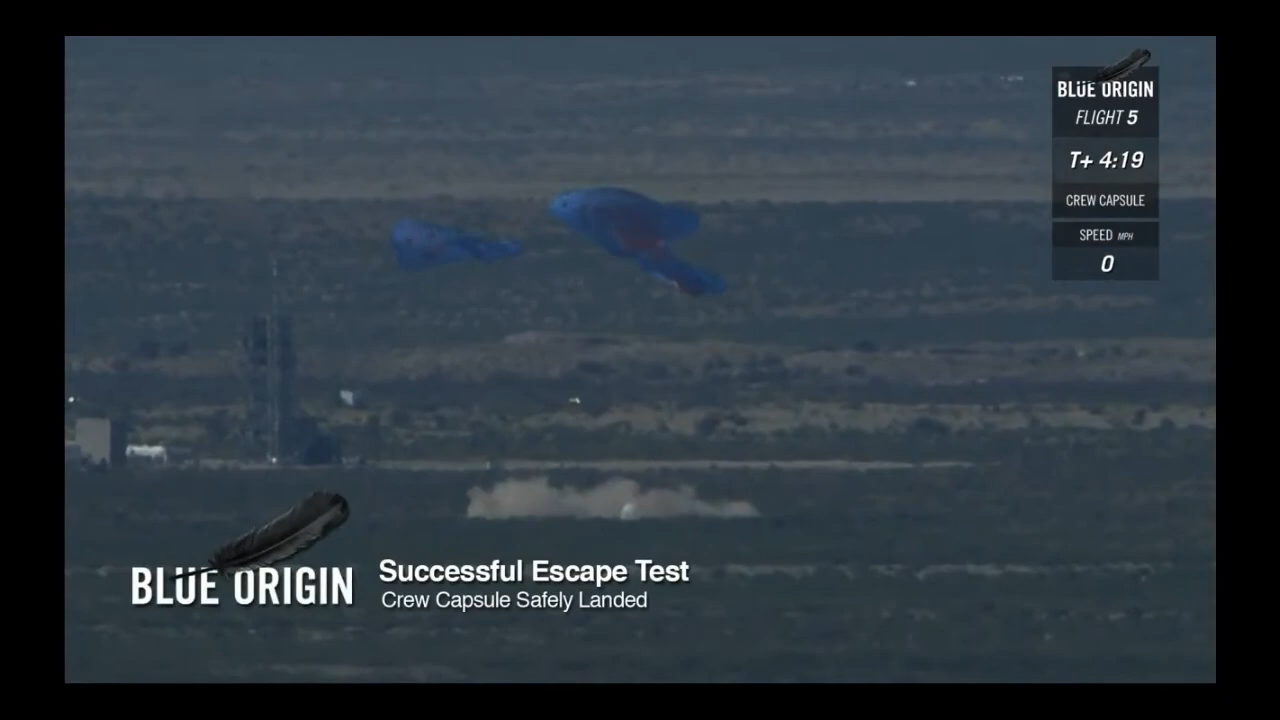 BLUE ORIGIN
FLIGHT 5
T+ 4:19
CREW CAPSULE
SPEED MPH
0
BLUE ORIGIN
Successful Escape Test
Crew Capsule Safely Landed